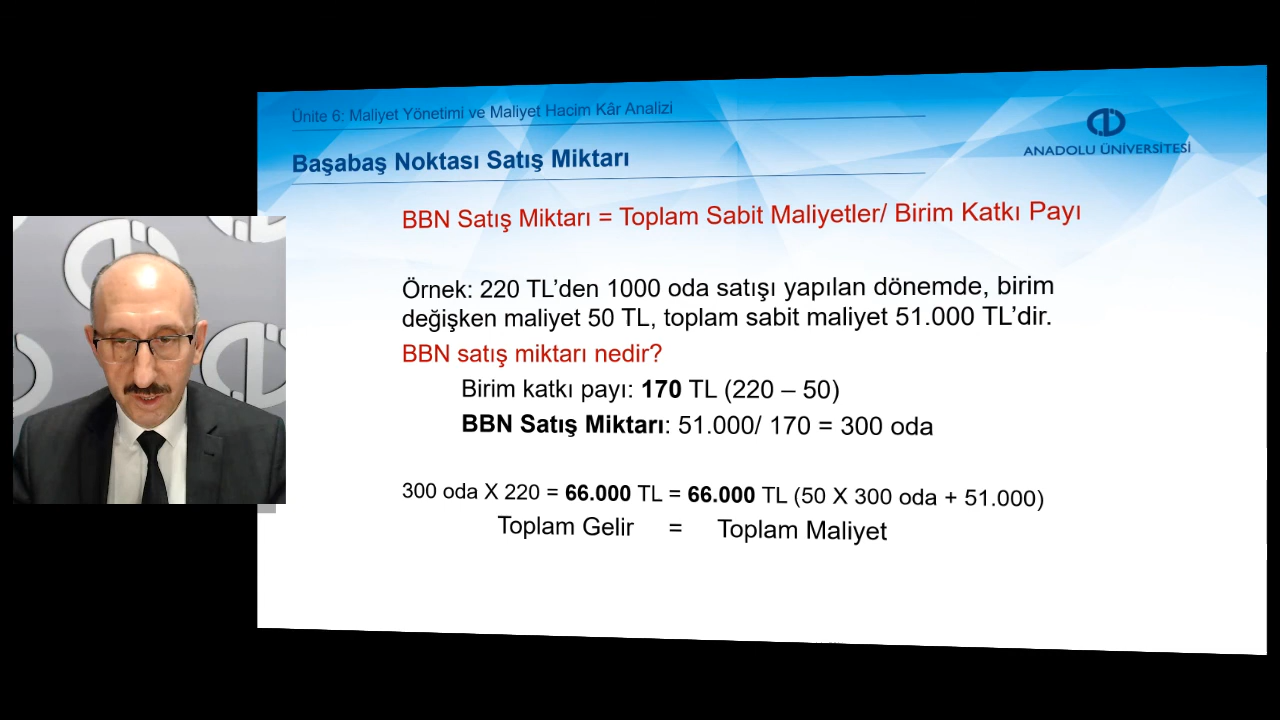 Ünite 6: Maliyet Yönetimi ve Maliyet Hacim Kâr Analizi
ANADOLU ÜNİVERSİTESİ
Başabaş Noktası Satış Miktarı
BBN Satış Miktarı = Toplam Sabit Maliyetler/ Birim Katkı Payı
Örnek: 220 TL’den 1000 oda satışı yapılan dönemde, birim
değişken maliyet 50 TL, toplam sabit maliyet 51.000 TL’dir.
BBN satış miktarı nedir?
Birim katkı payı: 170 TL (220 – 50)
BBN Satış Miktarı: 51.000/ 170 = 300 oda
300 oda X 220 = 66.000 TL = 66.000 TL (50 X 300 oda + 51.000)
Toplam Gelir = Toplam Maliyet